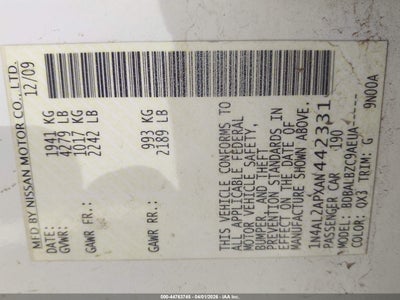 MFD BY NISSAN MOTOR CO., LTD.
DATE: 12/09
GVWR: 1941 KG
4279 LB
GAWR FR.: 1017 KG
2242 LB
GAWR RR.: 993 KG
2189 LB
THIS VEHICLE CONFORMS TO
ALL APPLICABLE FEDERAL
MOTOR VEHICLE SAFETY,
BUMPER, AND THEFT
PREVENTION STANDARDS IN
EFFECT ON THE DATE OF
MANUFACTURE SHOWN ABOVE.
1N4AL2APXAN442331
PASSENGER CAR 190
MODEL: BDBALBZC9AEUA
COLOR: QX3 TRIM: G
9N00A
500-44763746 - 04/01/2026 - IAA Inc.